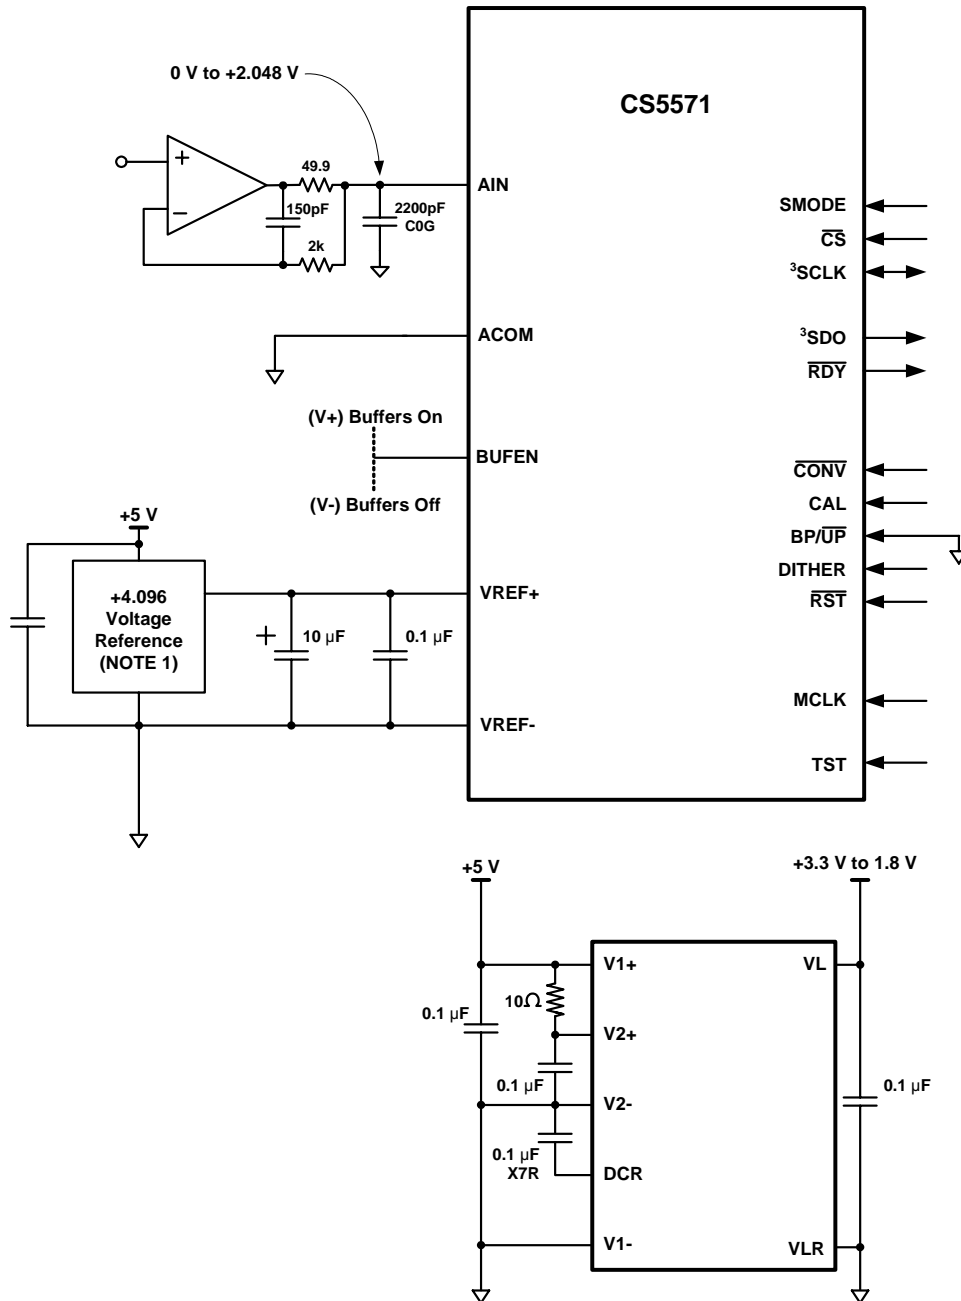 0 V to +2.048 V
CS5571
+
−
49.9
150pF
2k
2200pF
C0G
AIN
SMODE
CS
3SCLK
ACOM
3SDO
RDY
(V+) Buffers On
BUFEN
(V-) Buffers Off
CONV
CAL
BP/UP
DITHER
RST
+5 V
+4.096
Voltage
Reference
(NOTE 1)
+
10 µF
0.1 µF
VREF+
VREF-
MCLK
TST
+5 V
+3.3 V to 1.8 V
V1+
VL
10Ω
0.1 µF
V2+
0.1 µF
V2-
0.1 µF
0.1 µF
X7R
DCR
V1-
VLR